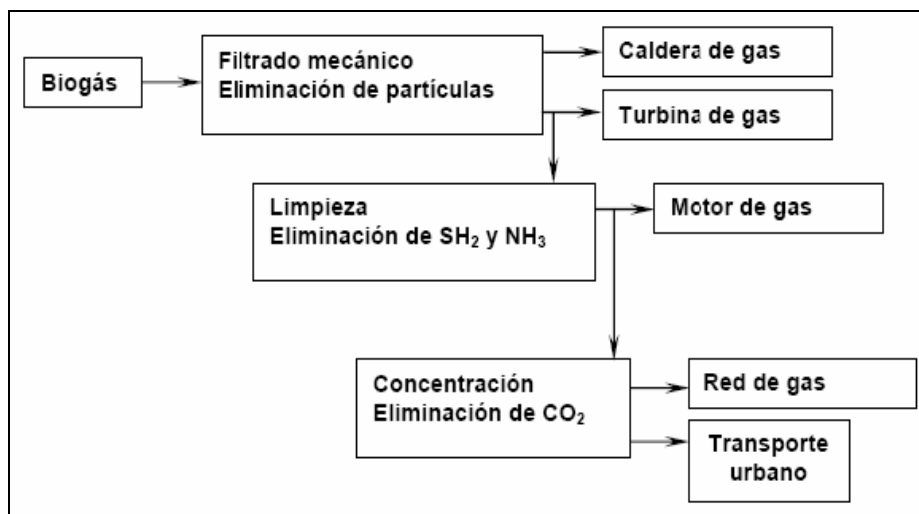 Biogás
Filtrado mecánico
Eliminación de partículas
Caldera de gas
Turbina de gas
Limpieza
Eliminación de SH₂ y NH₃
Motor de gas
Concentración
Eliminación de CO₂
Red de gas
Transporte
urbano